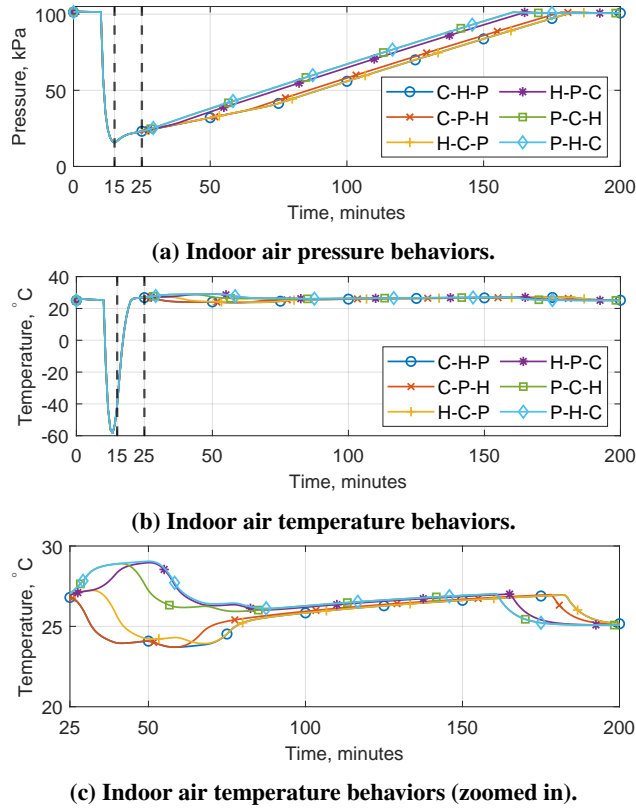 100
50
0
Pressure, kPa
C-H-P
C-P-H
H-C-P
H-P-C
P-C-H
P-H-C
0 15 25 50 100 150 200
Time, minutes
(a) Indoor air pressure behaviors.
40
20
0
-20
-40
-60
Temperature, °C
C-H-P
C-P-H
H-C-P
H-P-C
P-C-H
P-H-C
0 15 25 50 100 150 200
Time, minutes
(b) Indoor air temperature behaviors.
30
25
20
Temperature, °C
25 50 100 150 200
Time, minutes
(c) Indoor air temperature behaviors (zoomed in).